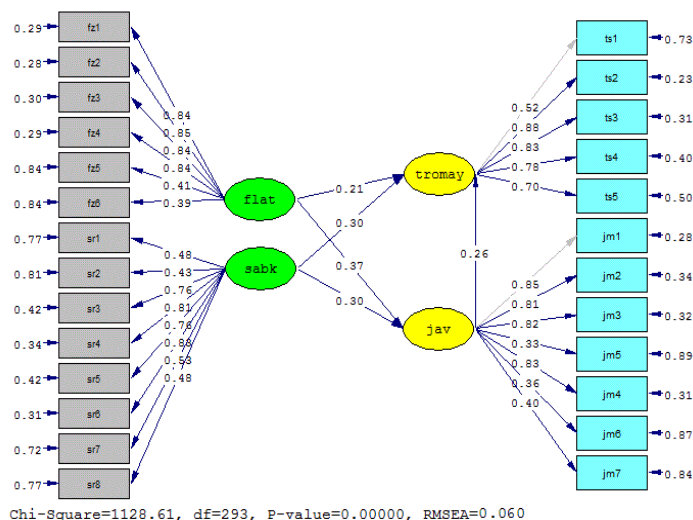 0.29 fz1
0.28 fz2
0.30 fz3
0.29 fz4
0.84 fz5
0.84 fz6
0.77 sr1
0.81 sr2
0.42 sr3
0.34 sr4
0.42 sr5
0.31 sr6
0.72 sr7
0.77 sr8
0.84
0.85
0.84
0.84
0.41
0.39
0.48
0.43
0.76
0.81
0.76
0.83
0.53
0.48
flat
sabk
0.21
0.30
0.37
0.30
tromay
0.26
jav
0.52
0.88
0.83
0.78
0.70
0.85
0.81
0.82
0.33
0.83
0.36
0.40
ts1 0.73
ts2 0.23
ts3 0.31
ts4 0.40
ts5 0.50
jm1 0.28
jm2 0.34
jm3 0.32
jm5 0.89
jm4 0.31
jm6 0.87
jm7 0.84
Chi-Square=1128.61, df=293, P-value=0.00000, RMSEA=0.060